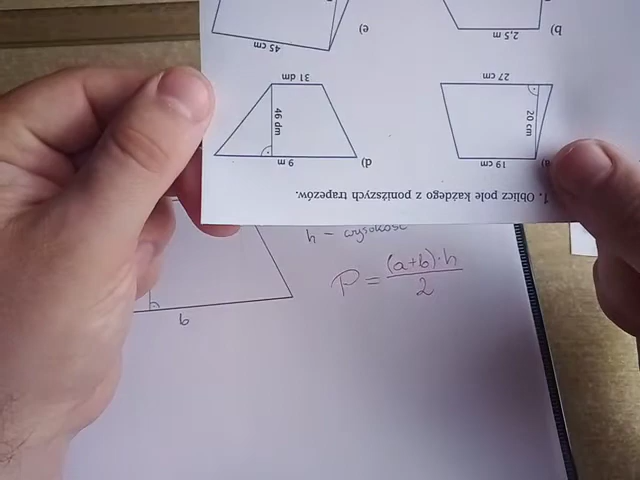 1. Oblicz pole każdego z poniższych trapezów.
19 cm
20 cm
27 cm
d)
9 m
46 dm
31 dm
b)
2,5 m
e)
45 cm
h - wysokość
P = (a+b)·h
2